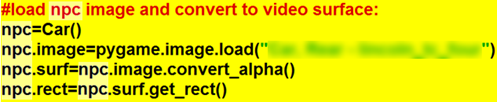 #load npc image and convert to video surface:
npc=Car()
npc.image=pygame.image.load("")
npc.surf=npc.image.convert_alpha()
npc.rect=npc.surf.get_rect()